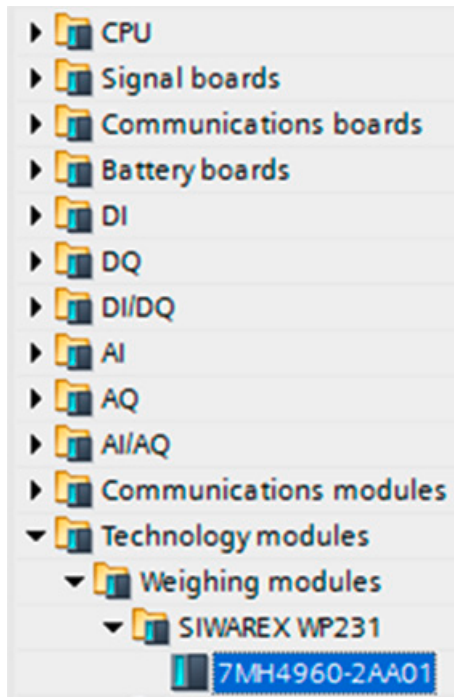 CPU
Signal boards
Communications boards
Battery boards
DI
DQ
DI/DQ
AI
AQ
AI/AQ
Communications modules
Technology modules
Weighing modules
SIWAREX WP231
7MH4960-2AA01